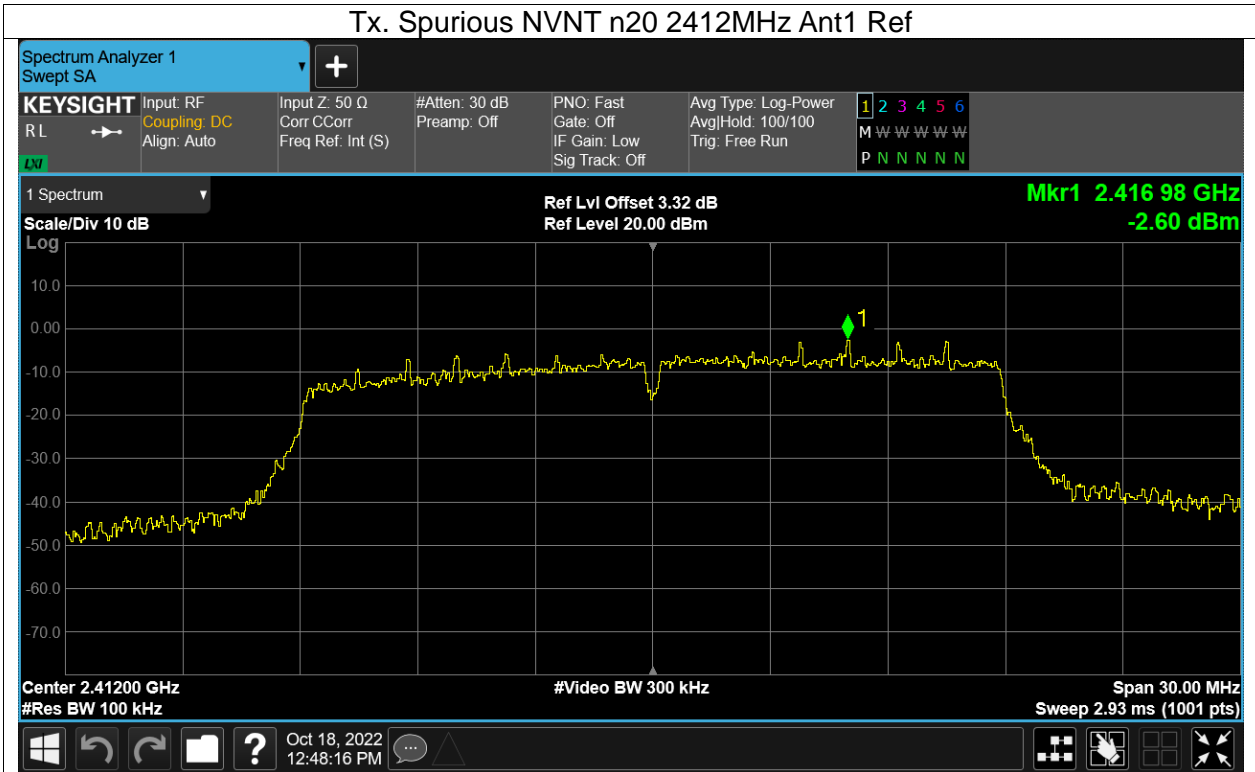 Tx. Spurious NVNT n20 2412MHz Ant1 Ref
Spectrum Analyzer 1
Swept SA
KEYSIGHT
RL
LXI
Input: RF
Coupling: DC
Align: Auto
Input Z: 50 Ω
Corr CCorr
Freq Ref: Int (S)
#Atten: 30 dB
Preamp: Off
PNO: Fast
Gate: Off
IF Gain: Low
Sig Track: Off
Avg Type: Log-Power
Avg|Hold: 100/100
Trig: Free Run
1 2 3 4 5 6
M W W W W W
P N N N N N
1 Spectrum
Scale/Div 10 dB
Ref Lvl Offset 3.32 dB
Ref Level 20.00 dBm
Mkr1 2.416 98 GHz
-2.60 dBm
Log
10.0
0.00
-10.0
-20.0
-30.0
-40.0
-50.0
-60.0
-70.0
1
Center 2.41200 GHz
#Res BW 100 kHz
#Video BW 300 kHz
Span 30.00 MHz
Sweep 2.93 ms (1001 pts)
?
Oct 18, 2022
12:48:16 PM